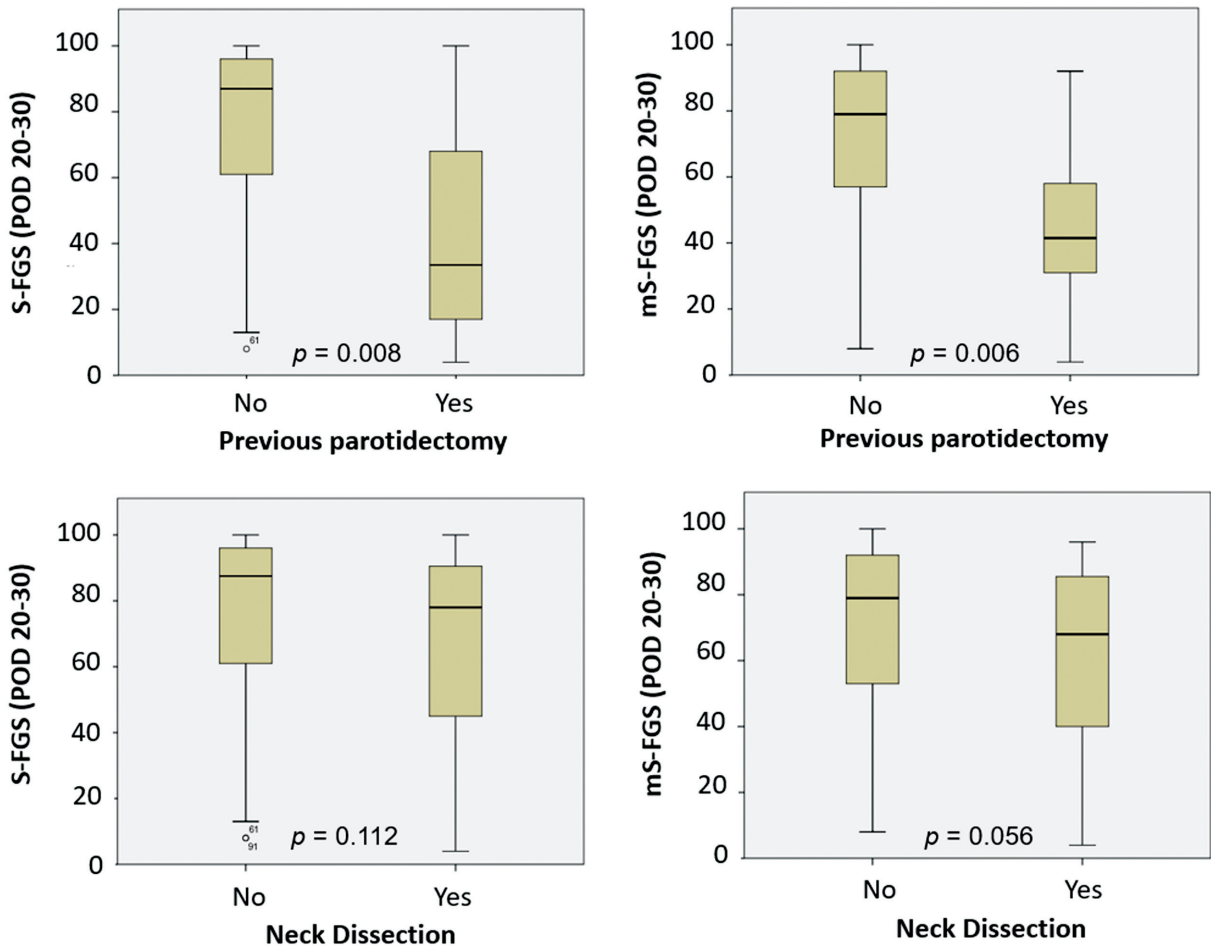 S-FGS (POD 20-30)
100
80
60
40
20
0
61
p = 0.008
No
Yes
Previous parotidectomy
mS-FGS (POD 20-30)
100
80
60
40
20
0
p = 0.006
No
Yes
Previous parotidectomy
S-FGS (POD 20-30)
100
80
60
40
20
0
61
91
p = 0.112
No
Yes
Neck Dissection
mS-FGS (POD 20-30)
100
80
60
40
20
0
p = 0.056
No
Yes
Neck Dissection